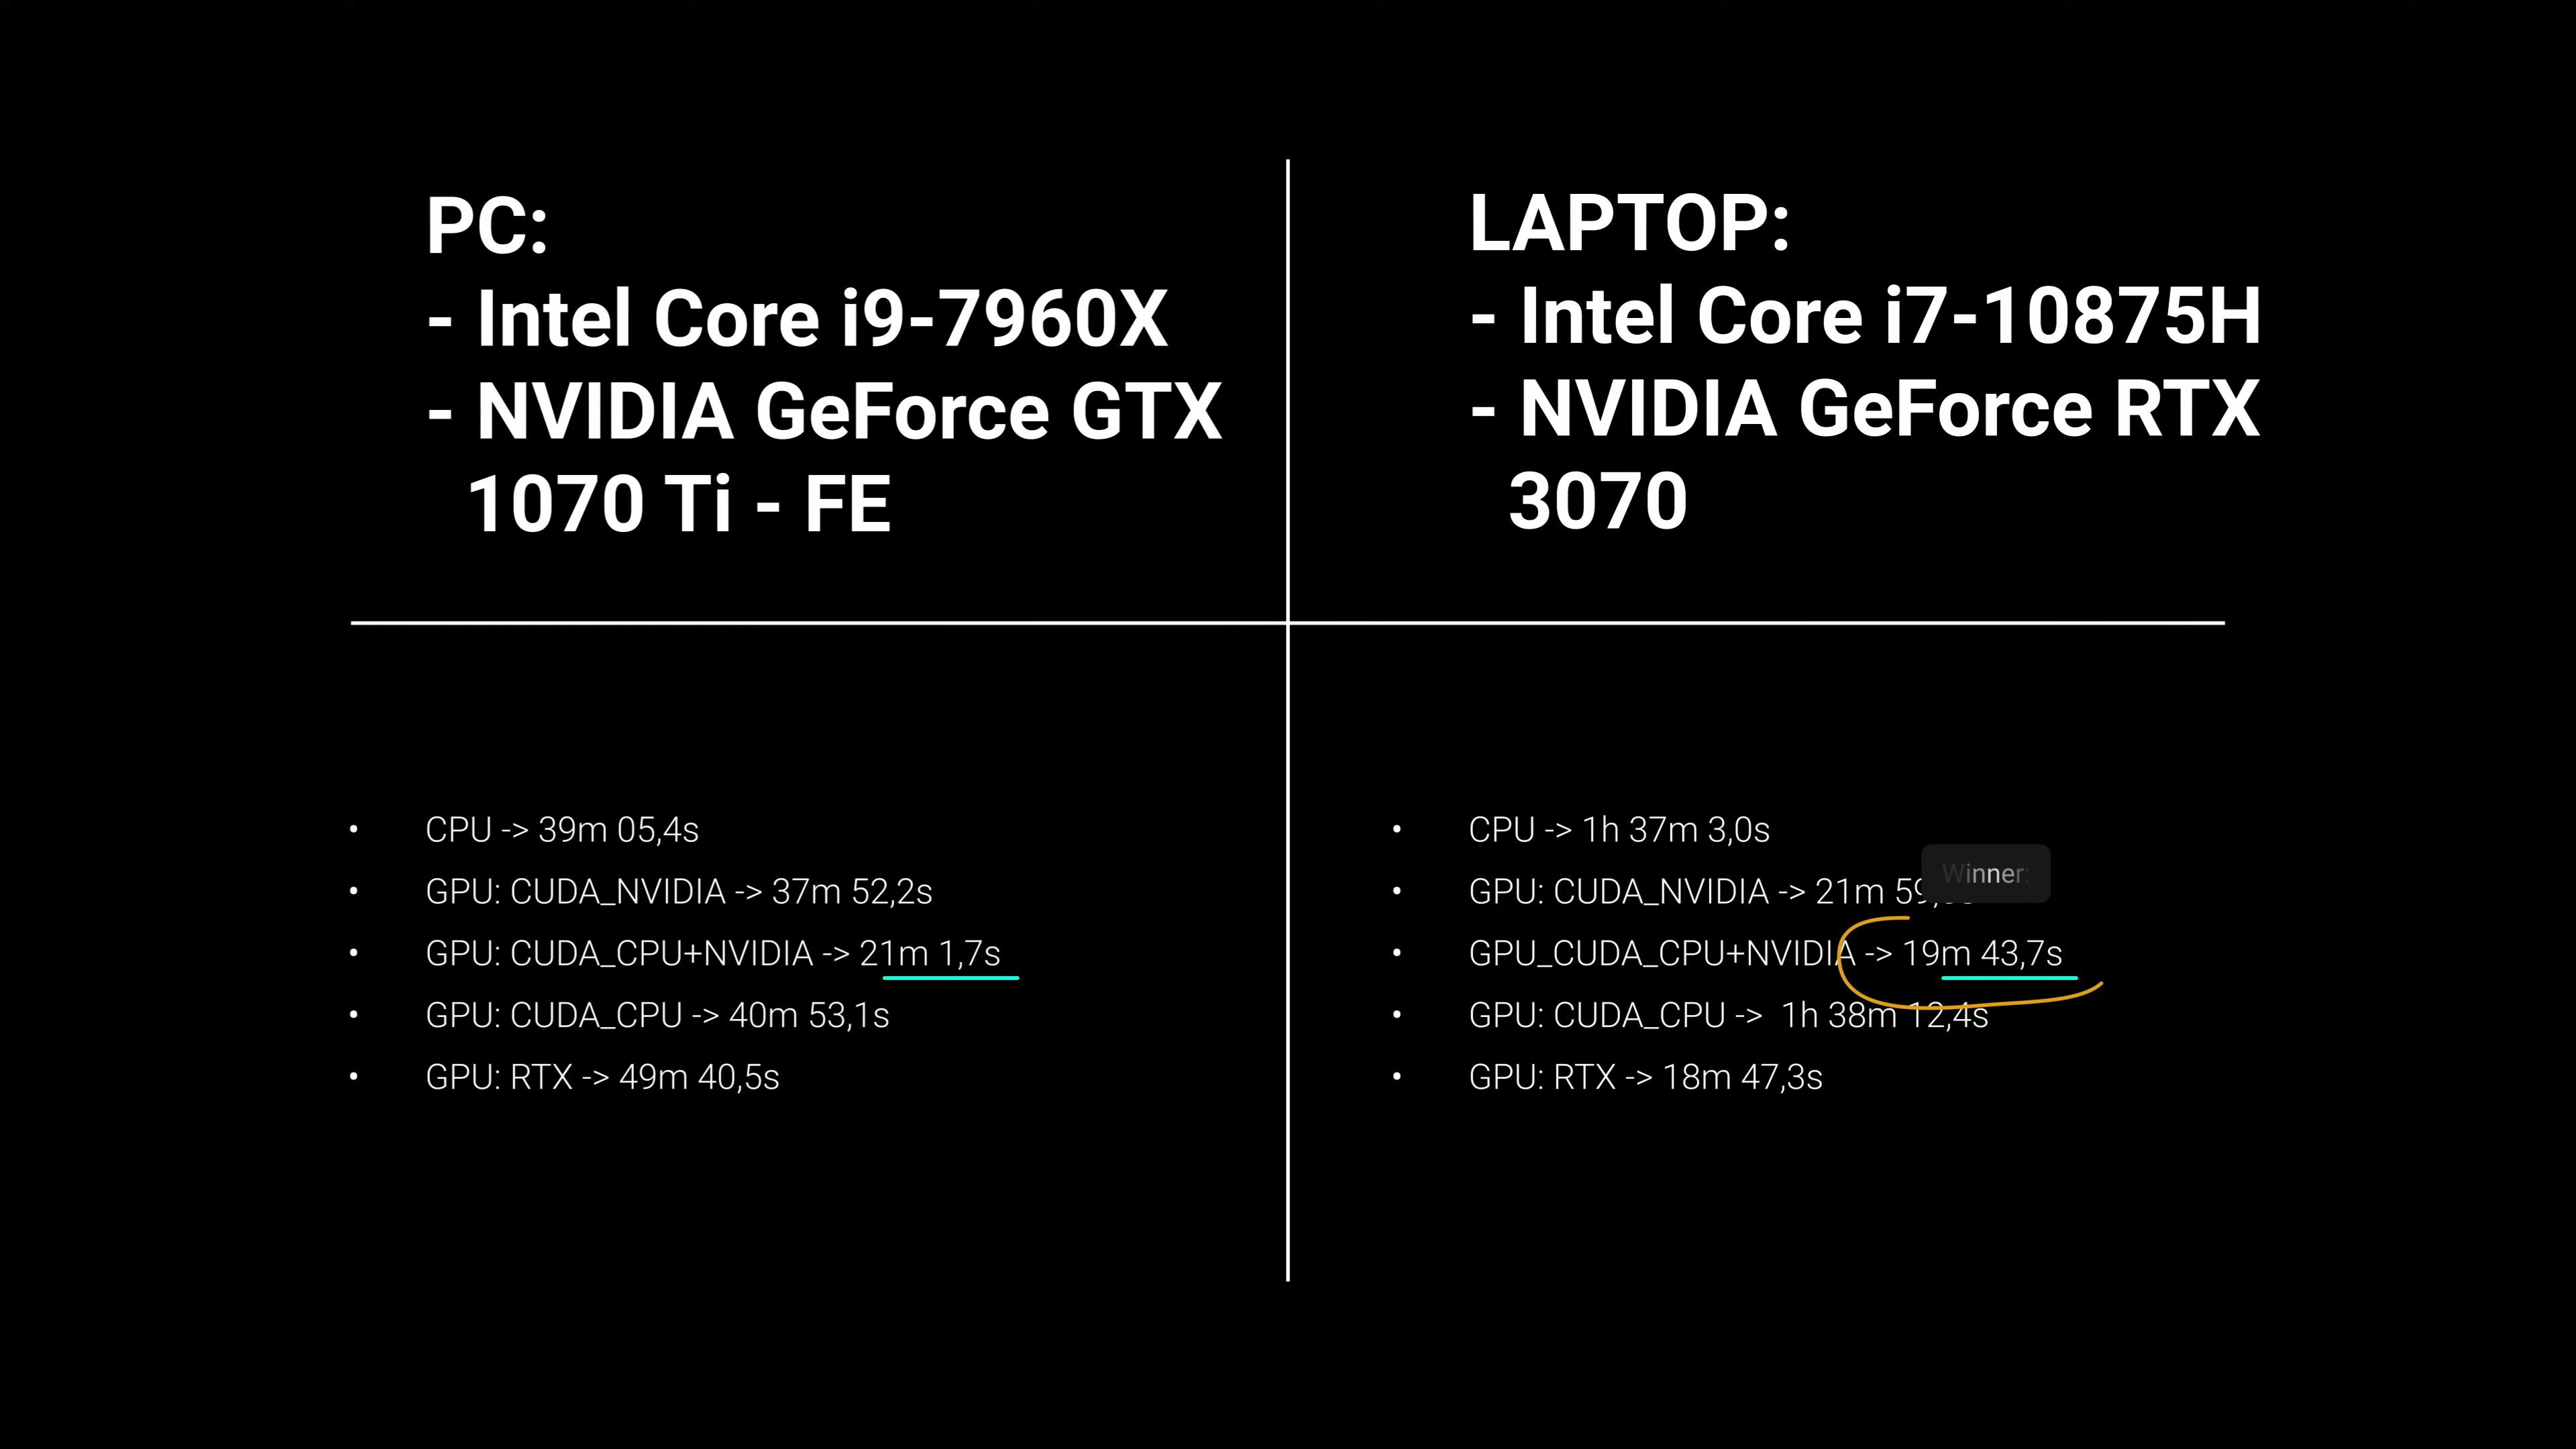 PC:
- Intel Core i9-7960X
- NVIDIA GeForce GTX
1070 Ti - FE
LAPTOP:
- Intel Core i7-10875H
- NVIDIA GeForce RTX
3070
• CPU -> 39m 05,4s
• GPU: CUDA_NVIDIA -> 37m 52,2s
• GPU: CUDA_CPU+NVIDIA -> 21m 1,7s
• GPU: CUDA_CPU -> 40m 53,1s
• GPU: RTX -> 49m 40,5s
• CPU -> 1h 37m 3,0s
Winner:
• GPU: CUDA_NVIDIA -> 21m
• GPU_CUDA_CPU+NVIDIA -> 19m 43,7s
• GPU: CUDA_CPU -> 1h 38m 12,4s
• GPU: RTX -> 18m 47,3s